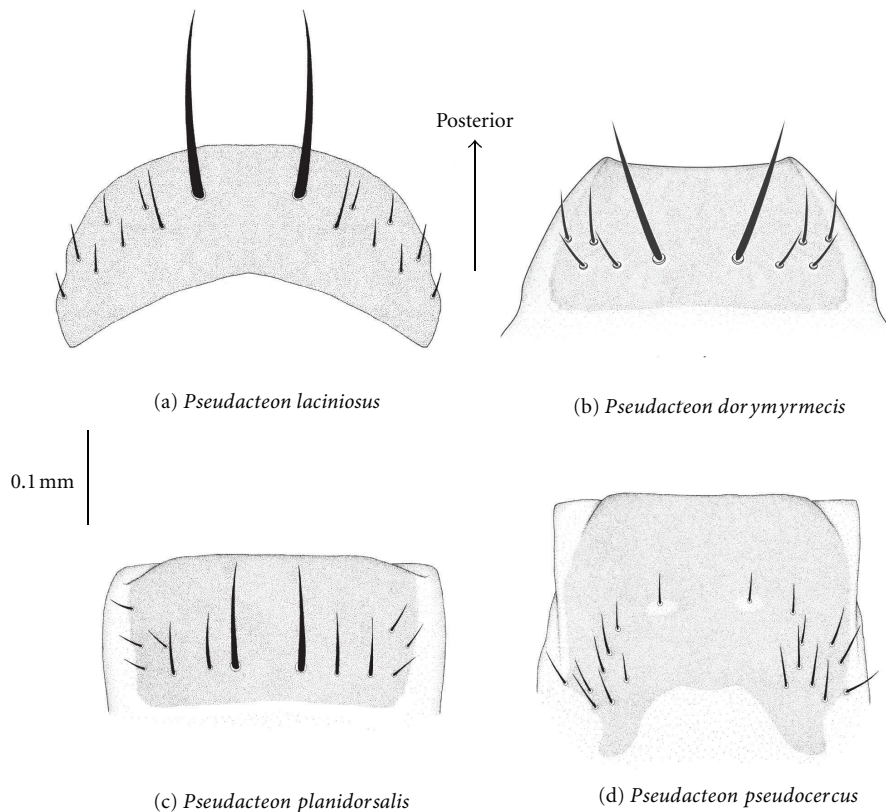 Posterior
(a) Pseudacteon laciniosus
(b) Pseudacteon dorymyrmecis
0.1 mm
(c) Pseudacteon planidorsalis
(d) Pseudacteon pseudocercus